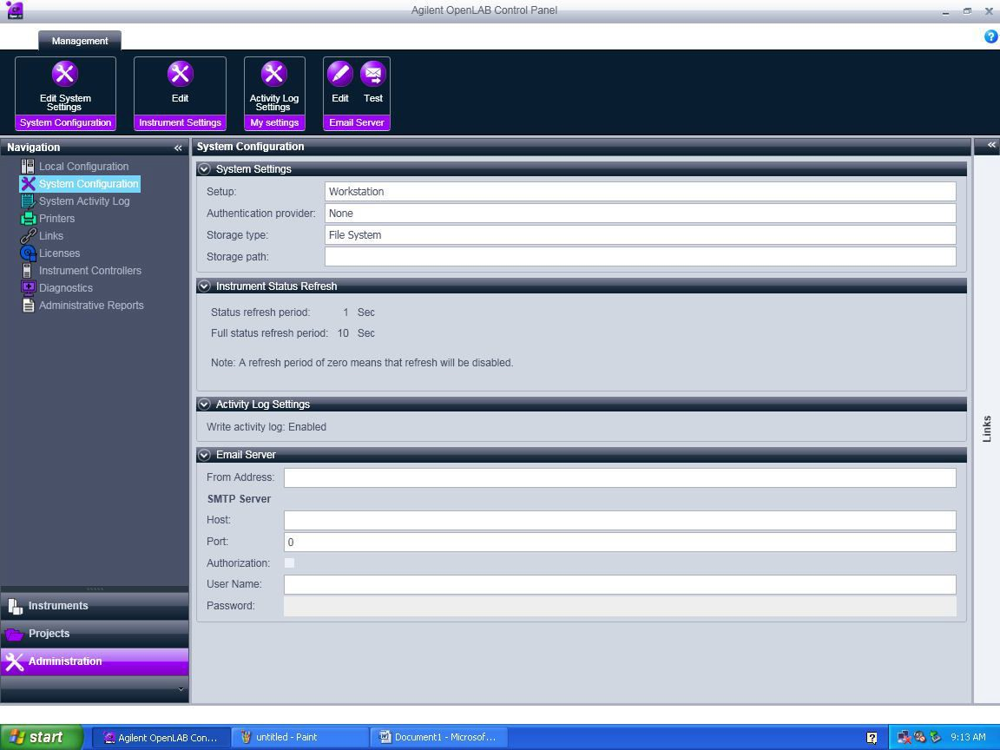 Agilent OpenLAB Control Panel
Management
Edit System Settings
System Configuration
Edit
Instrument Settings
Activity Log Settings
My settings
Edit
Test
Email Server
Navigation
Local Configuration
System Configuration
System Activity Log
Printers
Links
Licenses
Instrument Controllers
Diagnostics
Administrative Reports
Instruments
Projects
Administration
System Configuration
System Settings
Setup: Workstation
Authentication provider: None
Storage type: File System
Storage path:
Instrument Status Refresh
Status refresh period: 1 Sec
Full status refresh period: 10 Sec
Note: A refresh period of zero means that refresh will be disabled.
Activity Log Settings
Write activity log: Enabled
Email Server
From Address:
SMTP Server
Host:
Port: 0
Authorization:
User Name:
Password:
Links
start
Agilent OpenLAB Con...
untitled - Paint
Document1 - Microsof...
9:13 AM